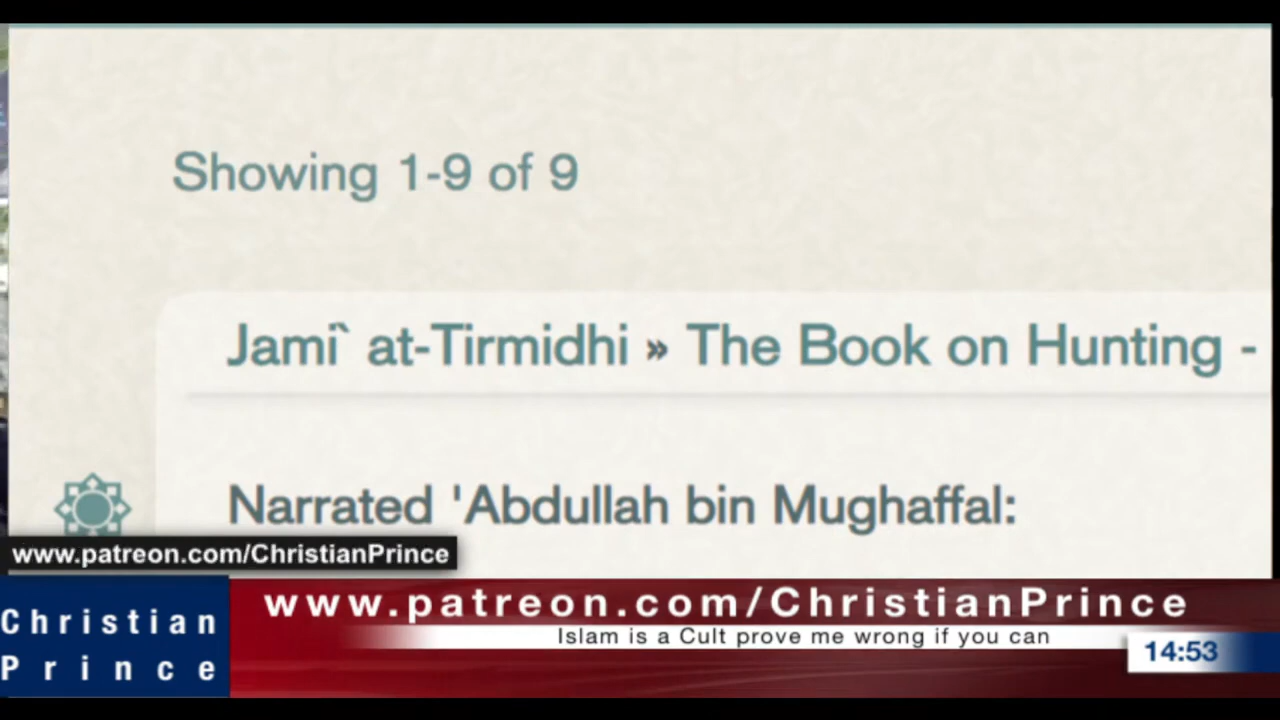 Showing 1-9 of 9
Jami` at-Tirmidhi » The Book on Hunting -
Narrated 'Abdullah bin Mughaffal:
www.patreon.com/ChristianPrince
Christian
Prince
www.patreon.com/ChristianPrince
Islam is a Cult prove me wrong if you can
14:53